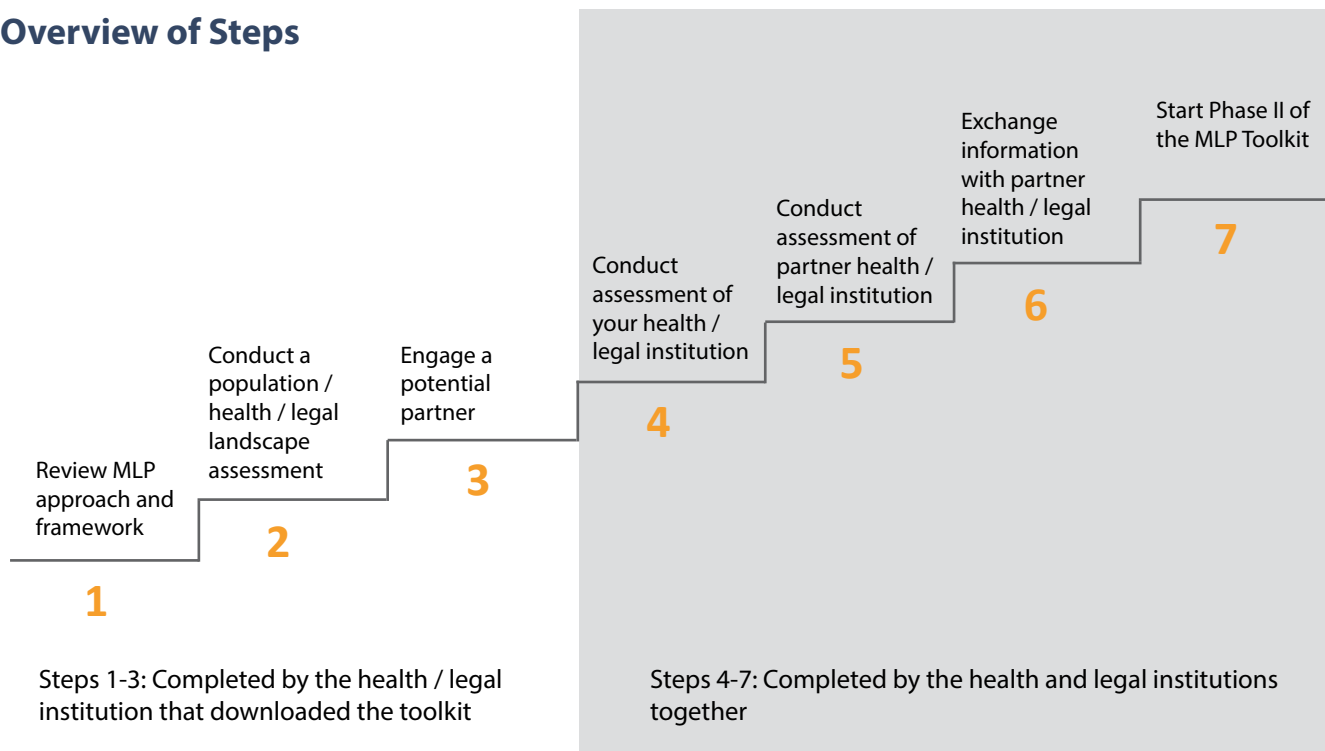 Overview of Steps
Review MLP
approach and
framework
1
Conduct a
population /
health / legal
landscape
assessment
2
Engage a
potential
partner
3
Conduct
assessment of
your health /
legal institution
4
Conduct
assessment of
partner health /
legal institution
5
Exchange
information
with partner
health / legal
institution
6
Start Phase II of
the MLP Toolkit
7
Steps 1-3: Completed by the health / legal
institution that downloaded the toolkit
Steps 4-7: Completed by the health and legal institutions
together